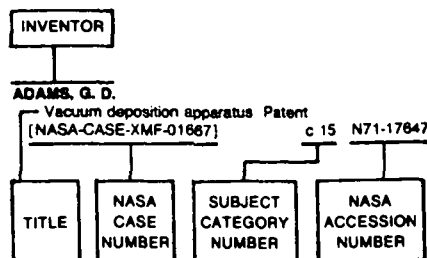 INVENTOR
ADAMS, G. D.
Vacuum deposition apparatus Patent
[NASA-CASE-XMF-01667] c 15 N71-17647
TITLE
NASA CASE NUMBER
SUBJECT CATEGORY NUMBER
NASA ACCESSION NUMBER